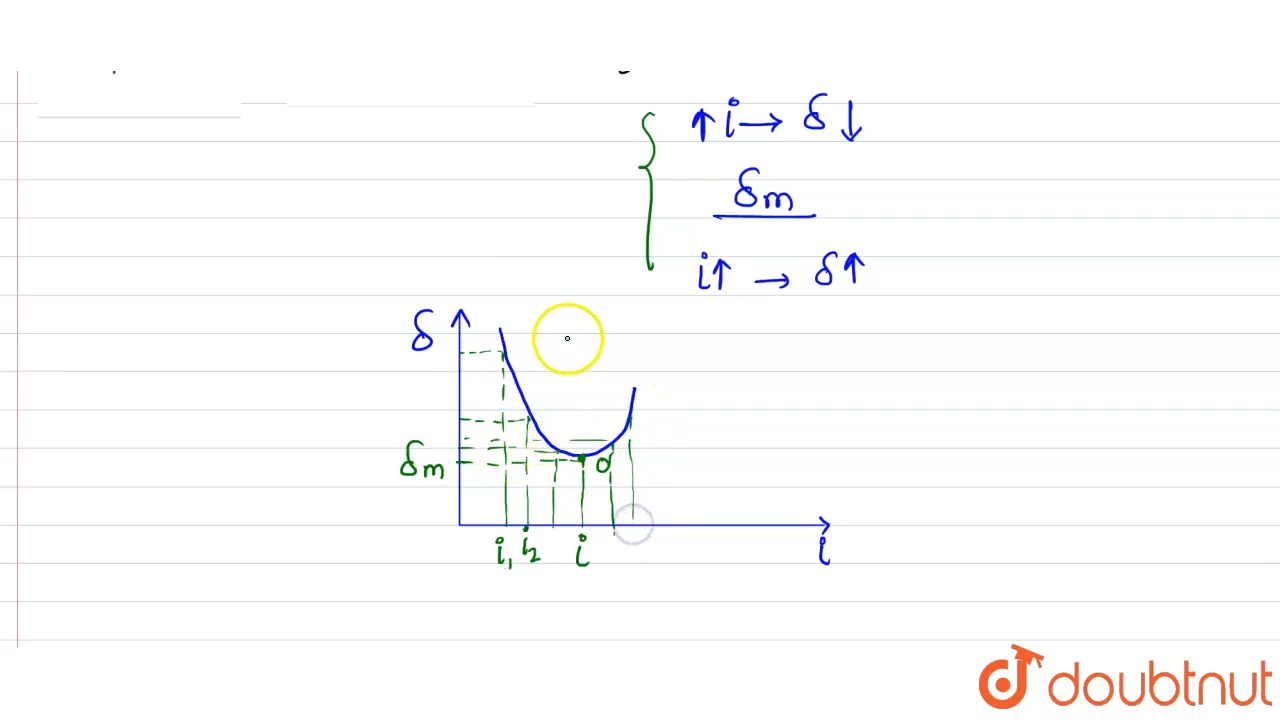 ↑ i → δ ↓
δm
i↑ → δ↑
δ
δm
o
i₁ i₂ i
i
doubtnut